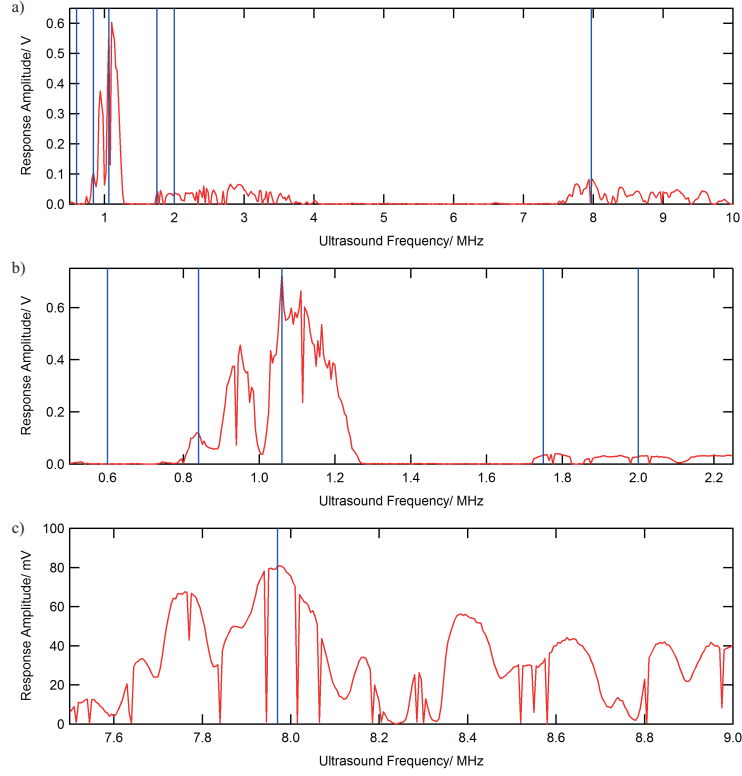 a)
Response Amplitude/ V
0.6
0.5
0.4
0.3
0.2
0.1
0.0
1 2 3 4 5 6 7 8 9 10
Ultrasound Frequency/ MHz
b)
Response Amplitude/ V
0.6
0.4
0.2
0.0
0.6 0.8 1.0 1.2 1.4 1.6 1.8 2.0 2.2
Ultrasound Frequency/ MHz
c)
Response Amplitude/ mV
100
80
60
40
20
0
7.6 7.8 8.0 8.2 8.4 8.6 8.8 9.0
Ultrasound Frequency/ MHz